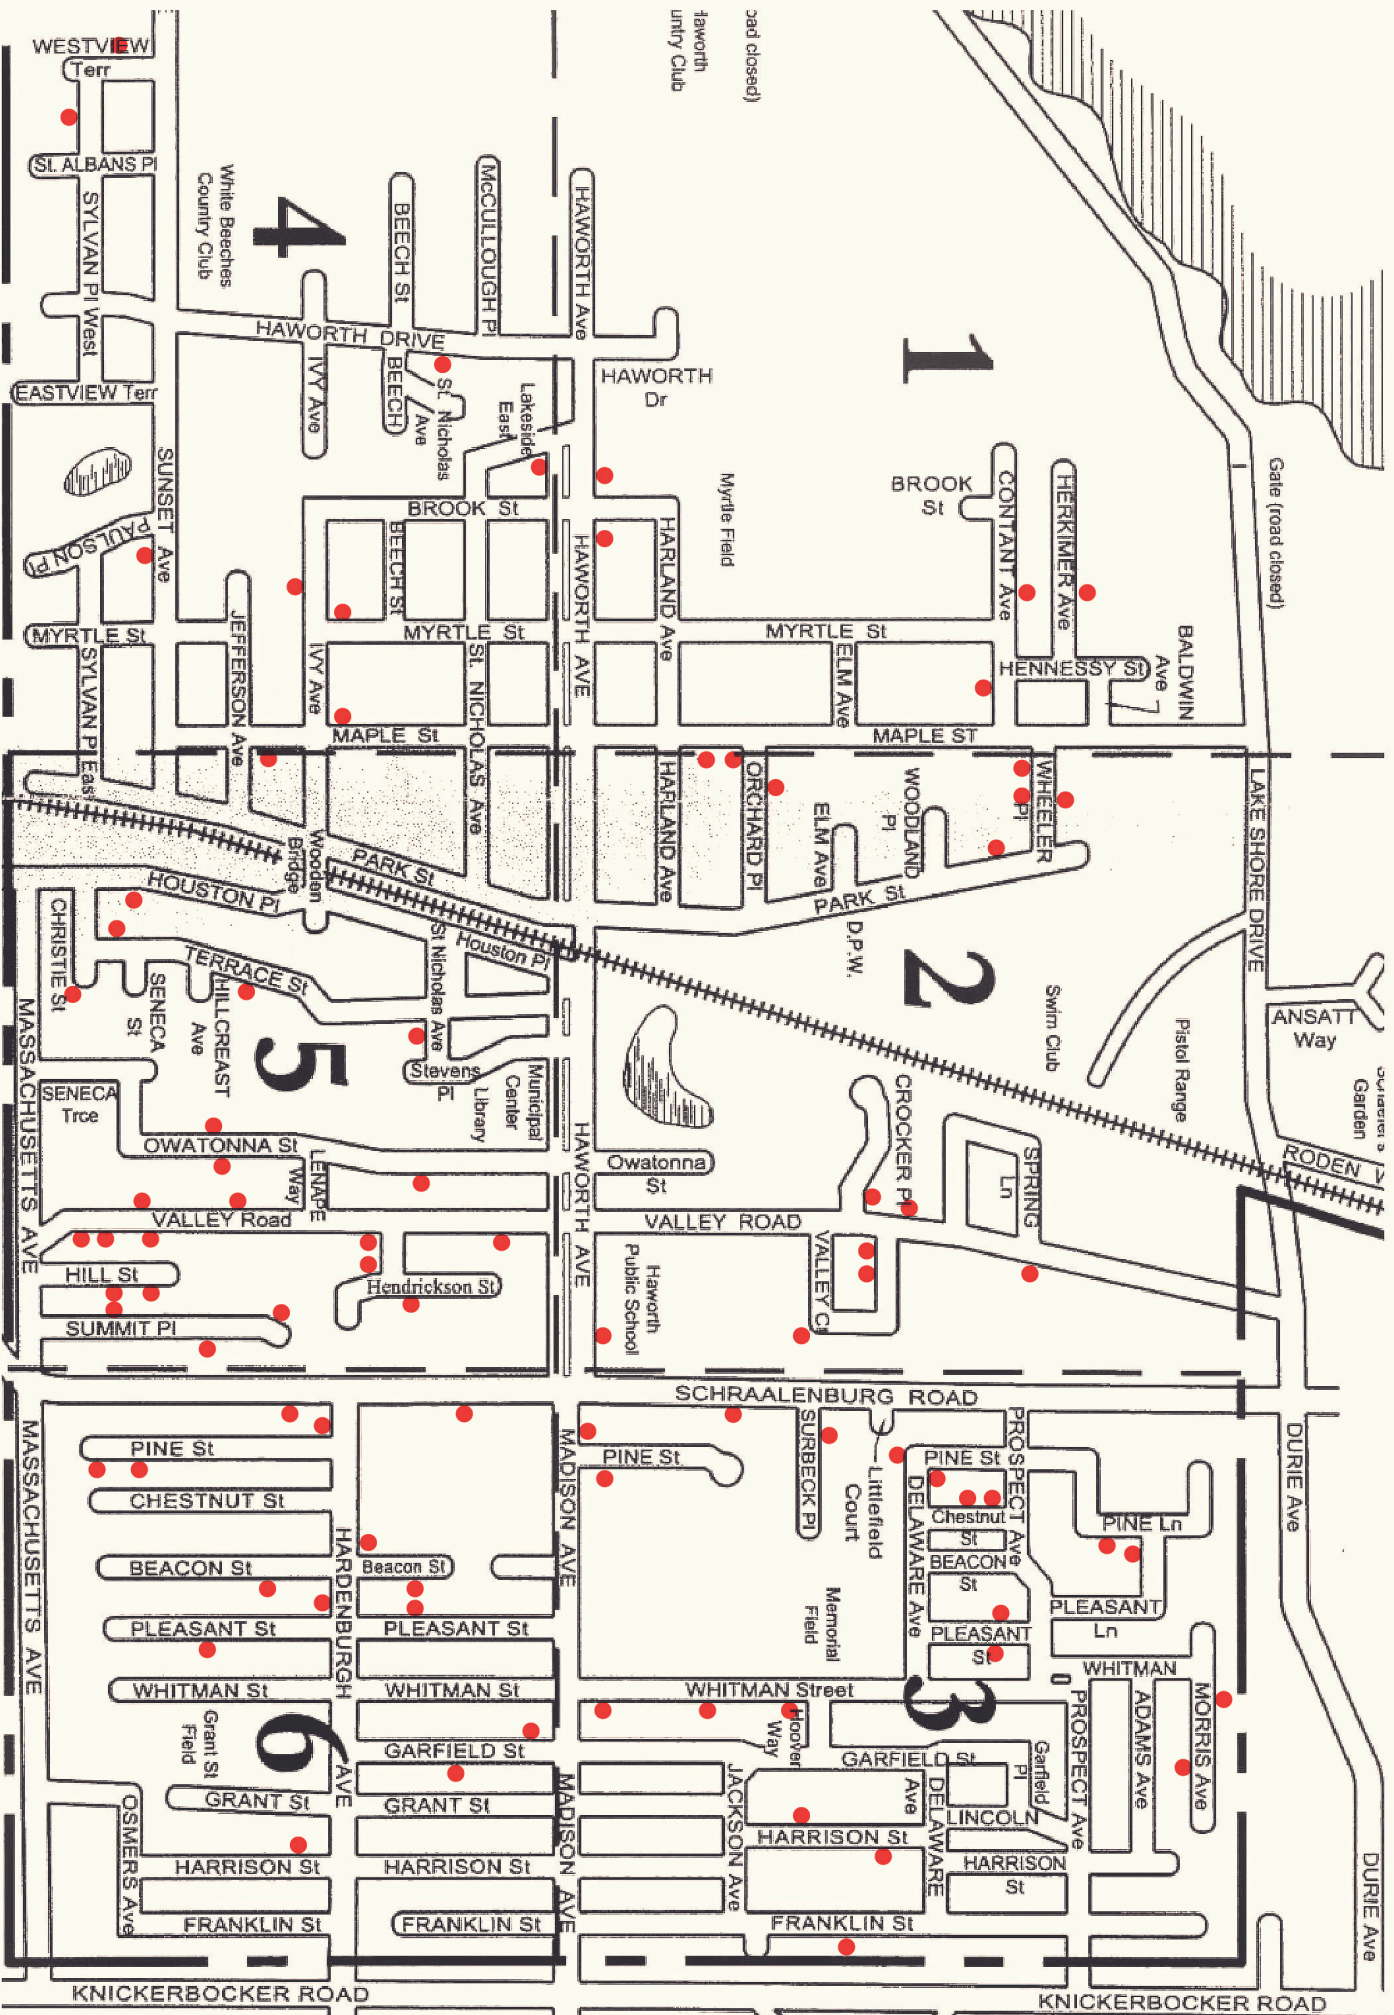 WESTVIEW
Terr
St. ALBANS Pl
SYLVAN Pl West
EASTVIEW Terr
White Beeches
Country Club
4
BEECH St
McCULLOUGH Pl
HAWORTH Ave
Haworth
(road closed)
1
HAWORTH DRIVE
IVY Ave
BEECH
Ave
St. Nicholas
Lakeside
East
HAWORTH
Dr
SUNSET Ave
PAULSON Pl
BROOK St
BEECH St
HAWORTH AVE
HARLAND Ave
Myrtle Field
BROOK
St
CONTANT Ave
HERKIMER Ave
Gate (road closed)
MYRTLE St
SYLVAN Pl East
JEFFERSON Ave
IVY Ave
MYRTLE St
St. NICHOLAS Ave
MYRTLE St
ELM Ave
HENNESSY St
BALDWIN
Ave
MAPLE St
MAPLE ST
HARLAND Ave
ORCHARD Pl
ELM Ave
WOODLAND
Pl
WHEELER
Pl
LAKE SHORE DRIVE
Wooden
Bridge
PARK St
PARK St
HOUSTON Pl
Houston Pl
CHRISTIE St
TERRACE St
St Nicholas Ave
D.P.W.
2
Swim Club
Pistol Range
ANSATT
Way
Garden
RODEN
SENECA
St
HILLCREAST
Ave
5
Stevens
Pl
Library
Municipal
Center
MASSACHUSETTS AVE
SENECA
Trce
OWATONNA St
LENAPE
Way
HAWORTH AVE
Owatonna
St
CROCKER Pl
SPRING
Ln
VALLEY Road
VALLEY ROAD
VALLEY Ct
HILL St
Hendrickson St
SUMMIT Pl
Haworth
Public School
SCHRAALENBURG ROAD
PINE St
CHESTNUT St
BEACON St
PLEASANT St
WHITMAN St
MASSACHUSETTS AVE
HARDENBURGH AVE
Beacon St
PLEASANT St
WHITMAN St
MADISON AVE
PINE St
SURBECK Pl
Littlefield
Court
Memorial
Field
DELAWARE Ave
PINE St
Chestnut
St
BEACON
St
PLEASANT
St
PROSPECT Ave
PINE Ln
PLEASANT
Ln
DURIE Ave
WHITMAN Street
WHITMAN
3
6
Grant St
Field
GARFIELD St
Hoover
Way
GARFIELD St
Garfield
Pl
PROSPECT Ave
ADAMS Ave
MORRIS Ave
GRANT St
GRANT St
MADISON AVE
JACKSON Ave
DELAWARE
Ave
LINCOLN
OSMERS Ave
HARRISON St
HARRISON St
HARRISON St
HARRISON
St
FRANKLIN St
FRANKLIN St
FRANKLIN St
DURIE Ave
KNICKERBOCKER ROAD
KNICKERBOCKER ROAD